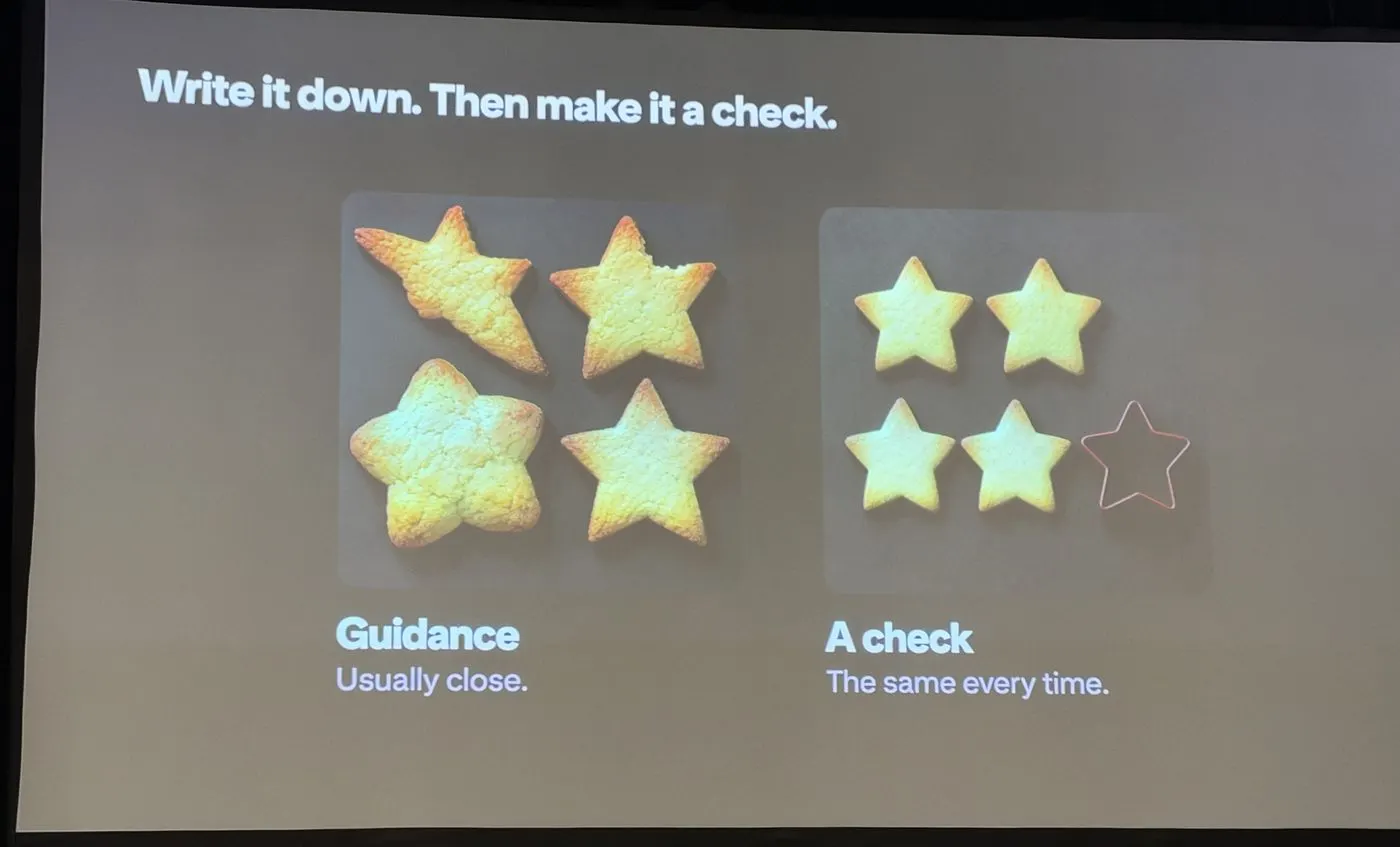 Write it down. Then make it a check.
Guidance
Usually close.
A check
The same every time.